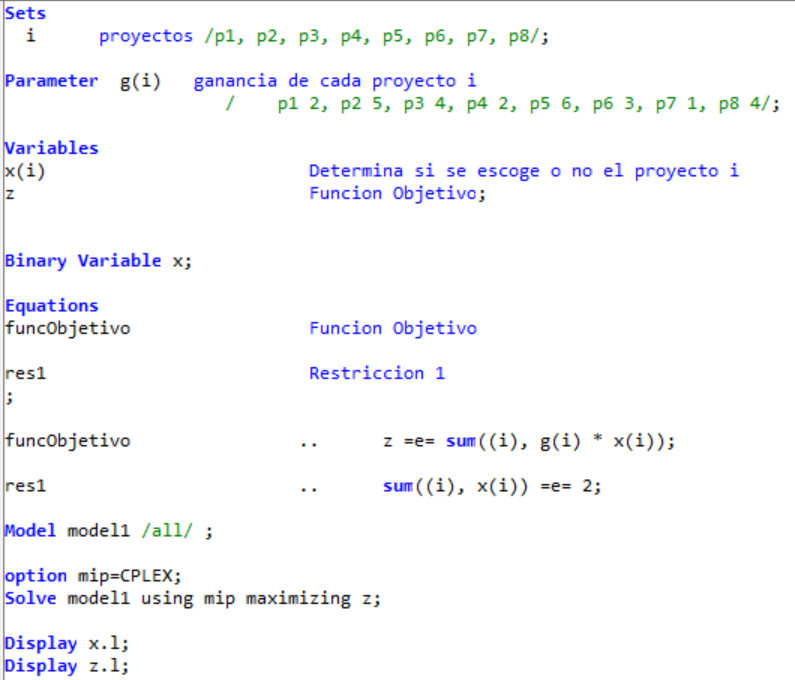 Sets
i proyectos /p1, p2, p3, p4, p5, p6, p7, p8/;
Parameter g(i) ganancia de cada proyecto i
/ p1 2, p2 5, p3 4, p4 2, p5 6, p6 3, p7 1, p8 4/;
Variables
x(i) Determina si se escoge o no el proyecto i
z Funcion Objetivo;
Binary Variable x;
Equations
funcObjetivo Funcion Objetivo
res1 Restriccion 1
;
funcObjetivo .. z =e= sum((i), g(i) * x(i));
res1 .. sum((i), x(i)) =e= 2;
Model model1 /all/ ;
option mip=CPLEX;
Solve model1 using mip maximizing z;
Display x.l;
Display z.l;